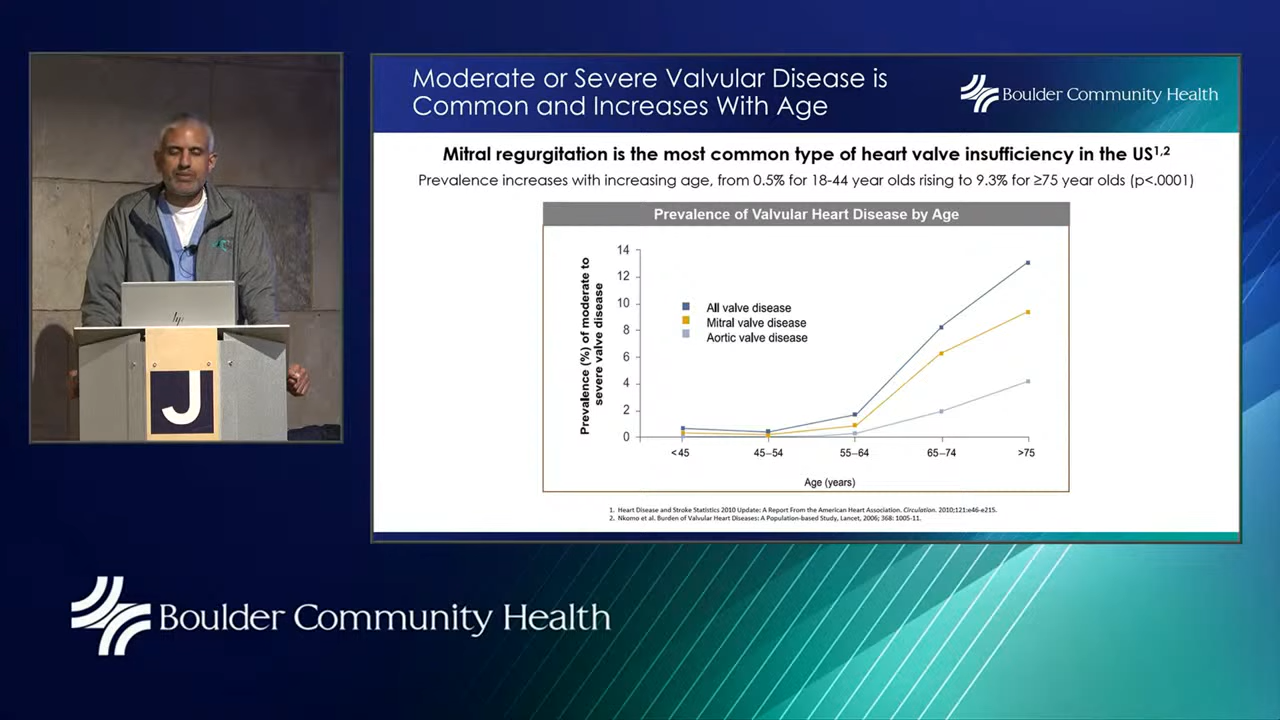 Moderate or Severe Valvular Disease is
Common and Increases With Age
Boulder Community Health
Mitral regurgitation is the most common type of heart valve insufficiency in the US1,2
Prevalence increases with increasing age, from 0.5% for 18-44 year olds rising to 9.3% for ≥75 year olds (p<.0001)
Prevalence of Valvular Heart Disease by Age
Prevalence (%) of moderate to
severe valve disease
14
12
10
8
6
4
2
0
All valve disease
Mitral valve disease
Aortic valve disease
<45
45–54
55–64
65–74
>75
Age (years)
1. Heart Disease and Stroke Statistics 2010 Update: A Report From the American Heart Association. Circulation. 2010;121:e46-e215.
2. Nkomo et al. Burden of Valvular Heart Diseases: A Population-based Study, Lancet, 2006; 368: 1005-11.
hp
J
Boulder Community Health